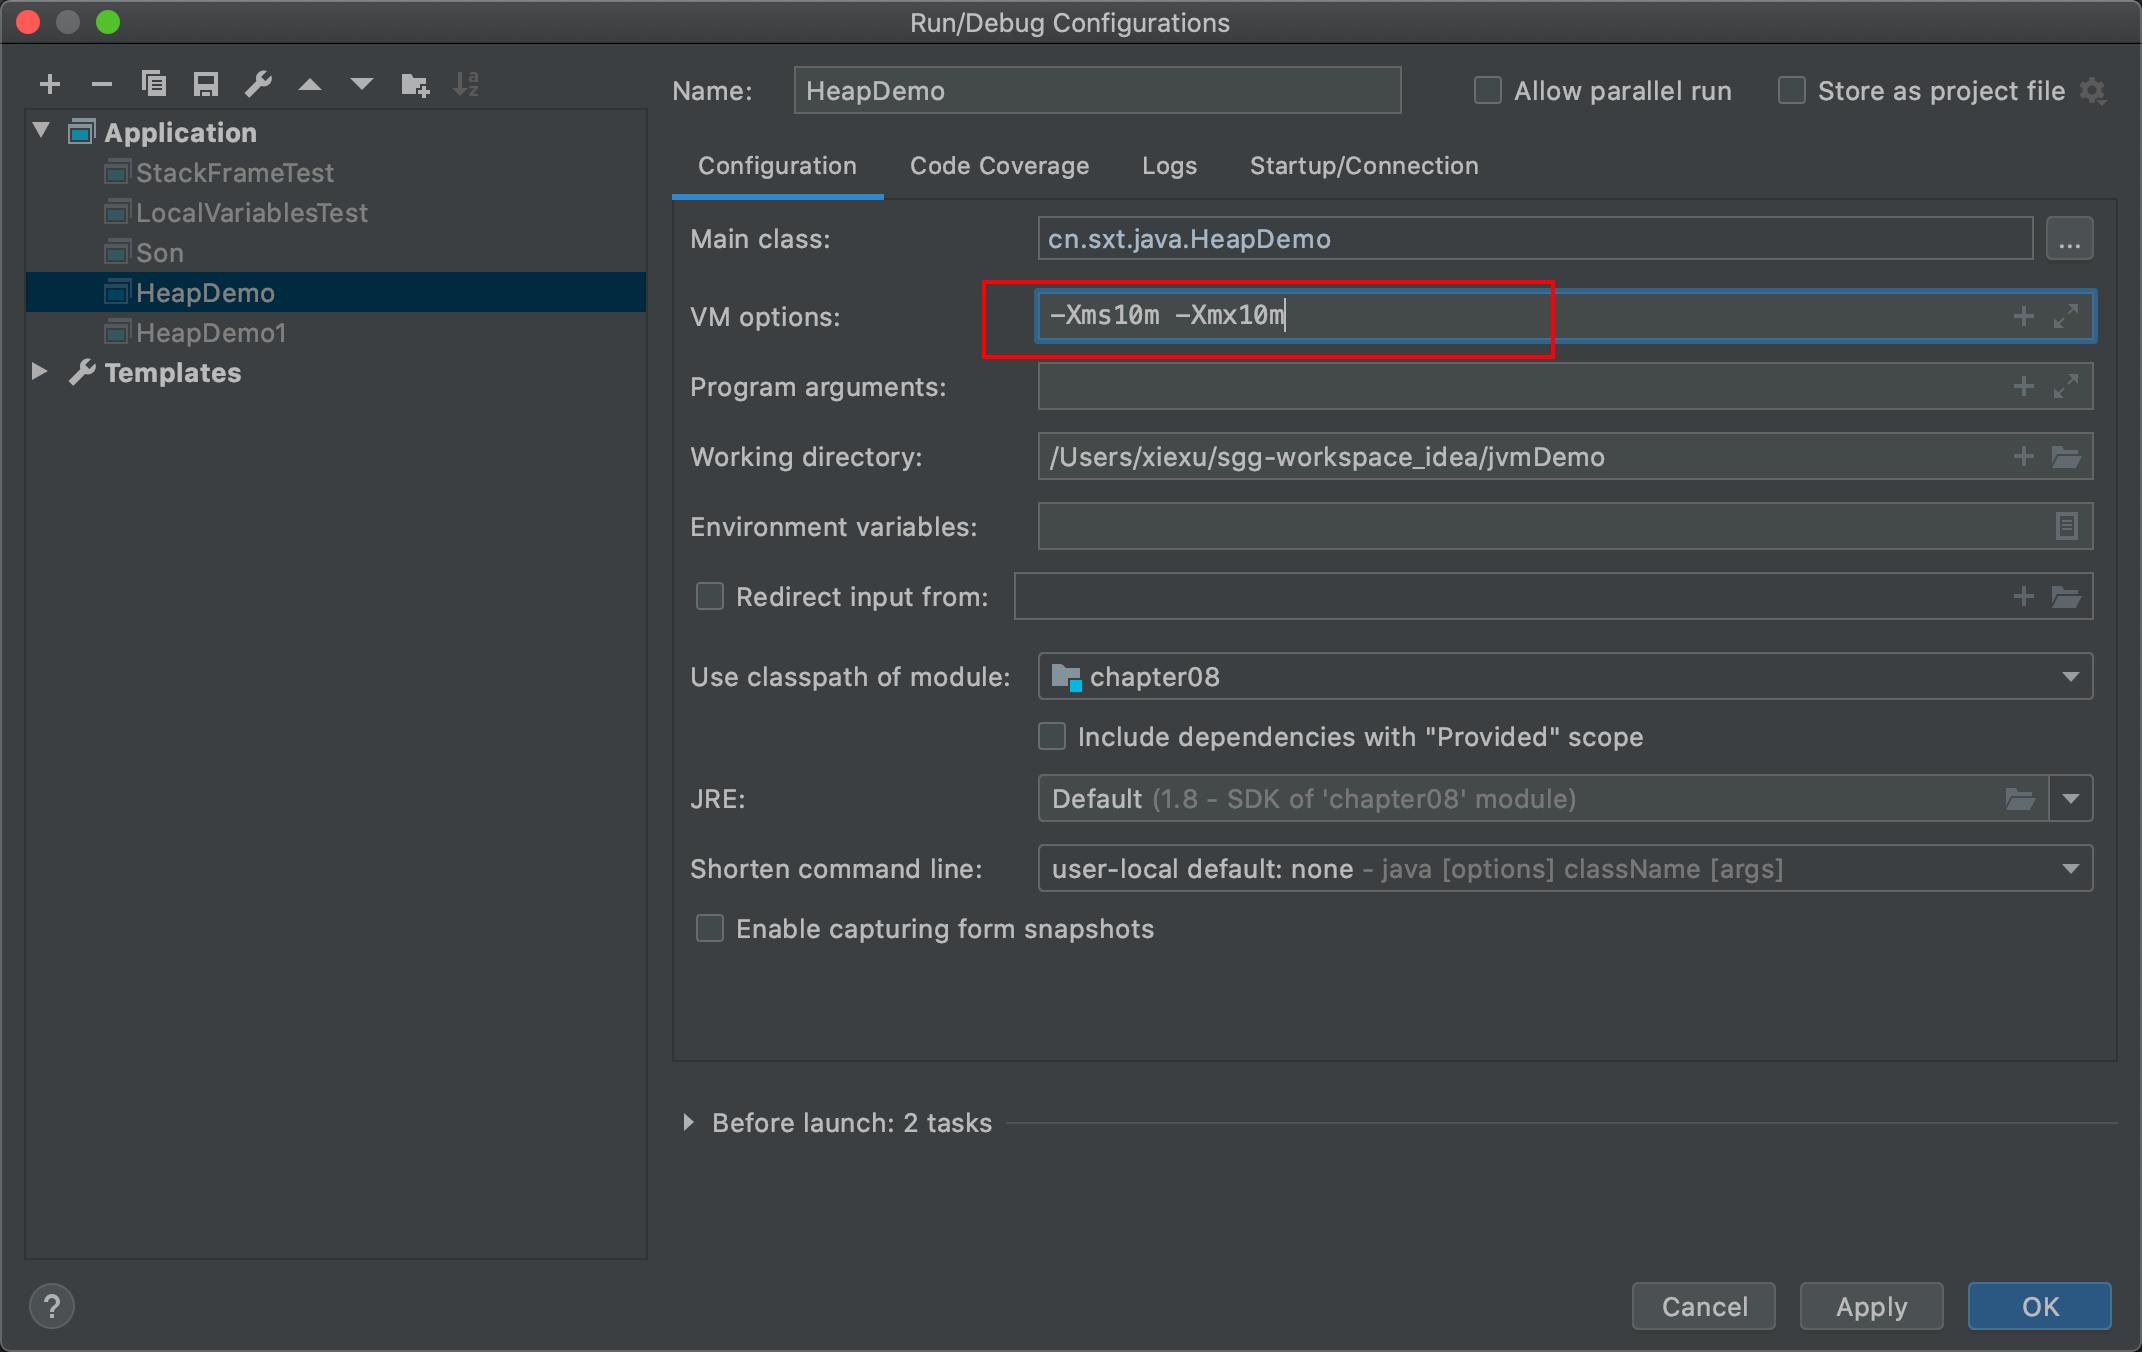 Run/Debug Configurations
Name: HeapDemo Allow parallel run Store as project file
Application
StackFrameTest
LocalVariablesTest
Son
HeapDemo
HeapDemo1
Templates
Configuration Code Coverage Logs Startup/Connection
Main class: cn.sxt.java.HeapDemo ...
VM options: -Xms10m -Xmx10m
Program arguments:
Working directory: /Users/xiexu/sgg-workspace_idea/jvmDemo
Environment variables:
Redirect input from:
Use classpath of module: chapter08
Include dependencies with "Provided" scope
JRE: Default (1.8 - SDK of 'chapter08' module)
Shorten command line: user-local default: none - java [options] className [args]
Enable capturing form snapshots
Before launch: 2 tasks
? Cancel Apply OK